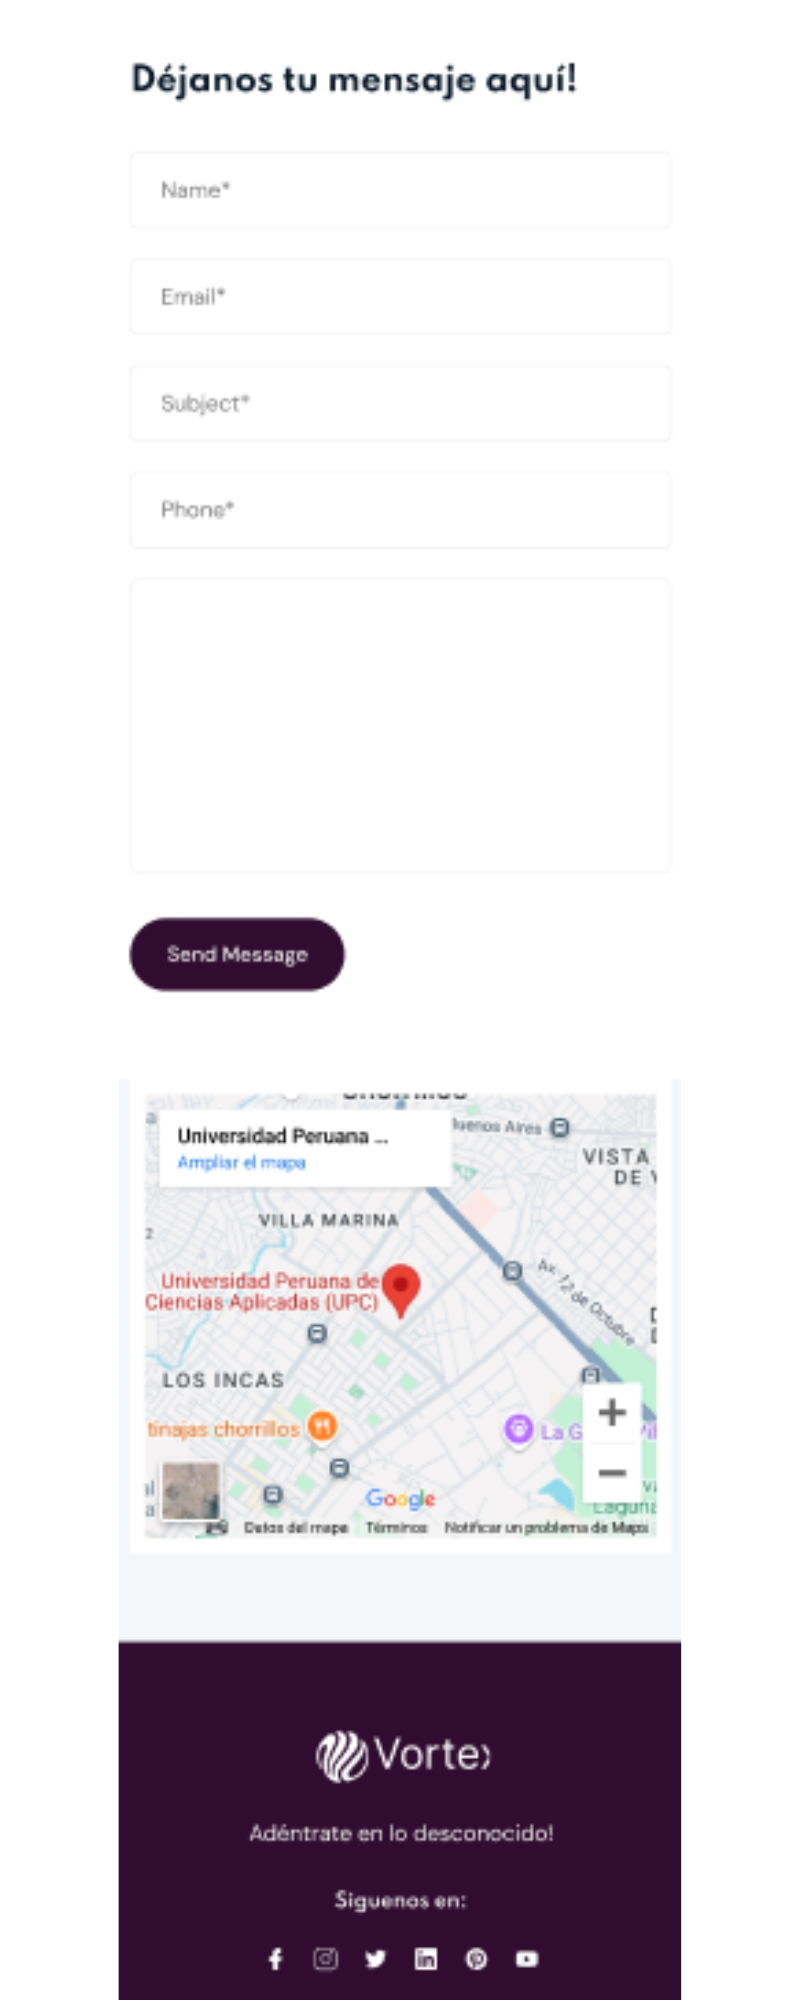 Déjanos tu mensaje aquí!
Name*
Email*
Subject*
Phone*
Send Message
Universidad Peruana ...
Ampliar el mapa
Buenos Aires
VISTA
DE V
VILLA MARINA
Av. 12 de Octubre
Universidad Peruana de
Ciencias Aplicadas (UPC)
LOS INCAS
tinajas chorrillos
La G
Google
Laguna
Datos del mapa Términos Notificar un problema de Maps
Vortex
Adéntrate en lo desconocido!
Siguenos en: